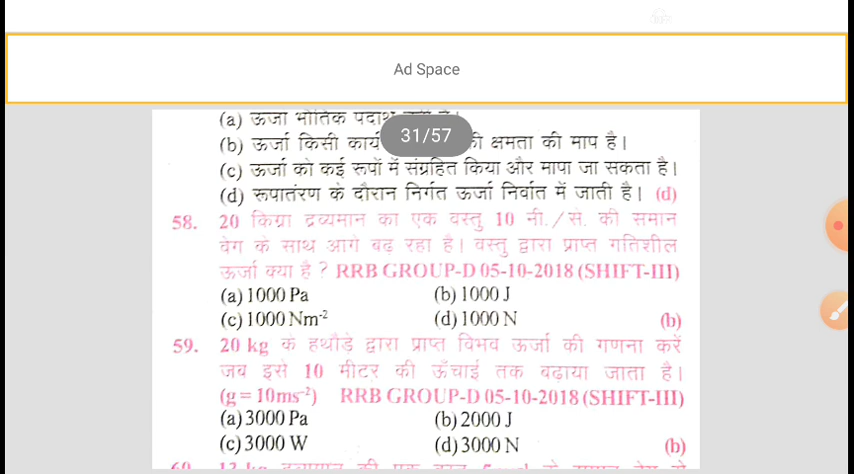 Ad Space
(a) ऊर्जा भौतिक पदार्थ
31/57
(b) ऊर्जा किसी कार्य की क्षमता की माप है।
(c) ऊर्जा को कई रूपों में संग्रहित किया और मापा जा सकता है।
(d) रूपातंरण के दौरान निर्गत ऊर्जा निर्वात में जाती है। (d)
58. 20 किग्रा द्रव्यमान का एक वस्तु 10 मी./से. की समान
वेग के साथ आगे बढ़ रहा है। वस्तु द्वारा प्राप्त गतिशील
ऊर्जा क्या है ? RRB GROUP-D 05-10-2018 (SHIFT-III)
(a) 1000 Pa (b) 1000 J
(c) 1000 Nm-2 (d) 1000 N (b)
59. 20 kg के हथौड़े द्वारा प्राप्त विभव ऊर्जा की गणना करें
जब इसे 10 मीटर की ऊँचाई तक बढ़ाया जाता है।
(g = 10ms-2) RRB GROUP-D 05-10-2018 (SHIFT-III)
(a) 3000 Pa (b) 2000 J
(c) 3000 W (d) 3000 N (b)